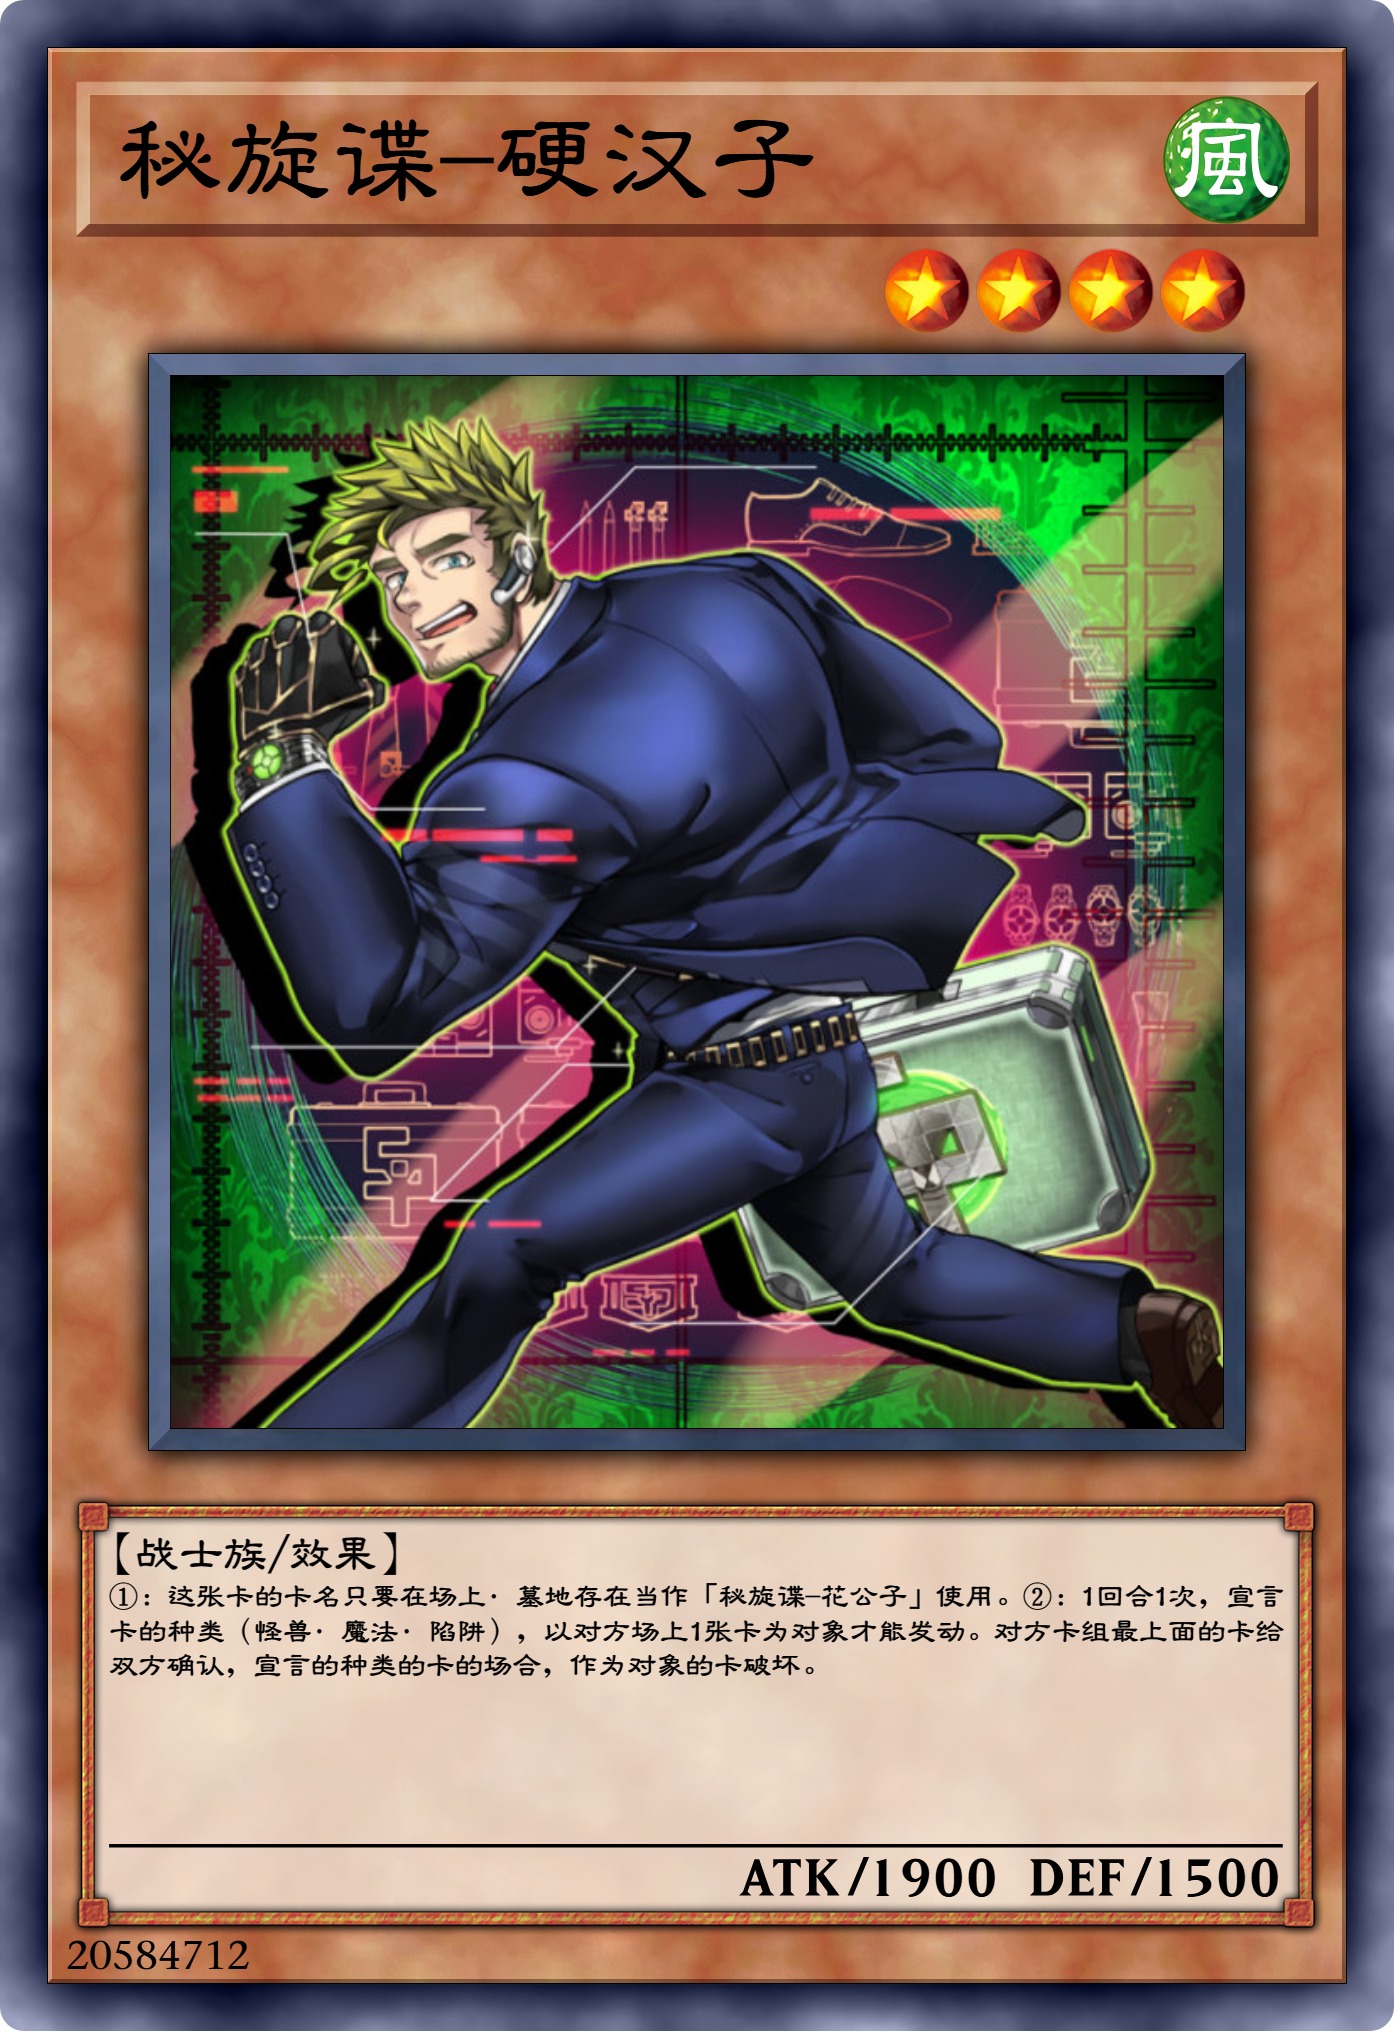 秘旋谍-硬汉子
風
【战士族/效果】
①：这张卡的卡名只要在场上·墓地存在当作「秘旋谍-花公子」使用。②：1回合1次，宣言
卡的种类（怪兽·魔法·陷阱），以对方场上1张卡为对象才能发动。对方卡组最上面的卡给
双方确认，宣言的种类的卡的场合，作为对象的卡破坏。
ATK/1900 DEF/1500
20584712